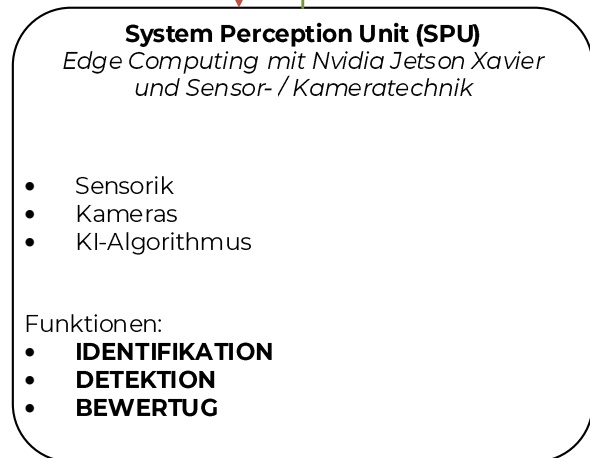 System Perception Unit (SPU)
Edge Computing mit Nvidia Jetson Xavier
und Sensor- / Kameratechnik
• Sensorik
• Kameras
• KI-Algorithmus
Funktionen:
• IDENTIFIKATION
• DETEKTION
• BEWERTUG